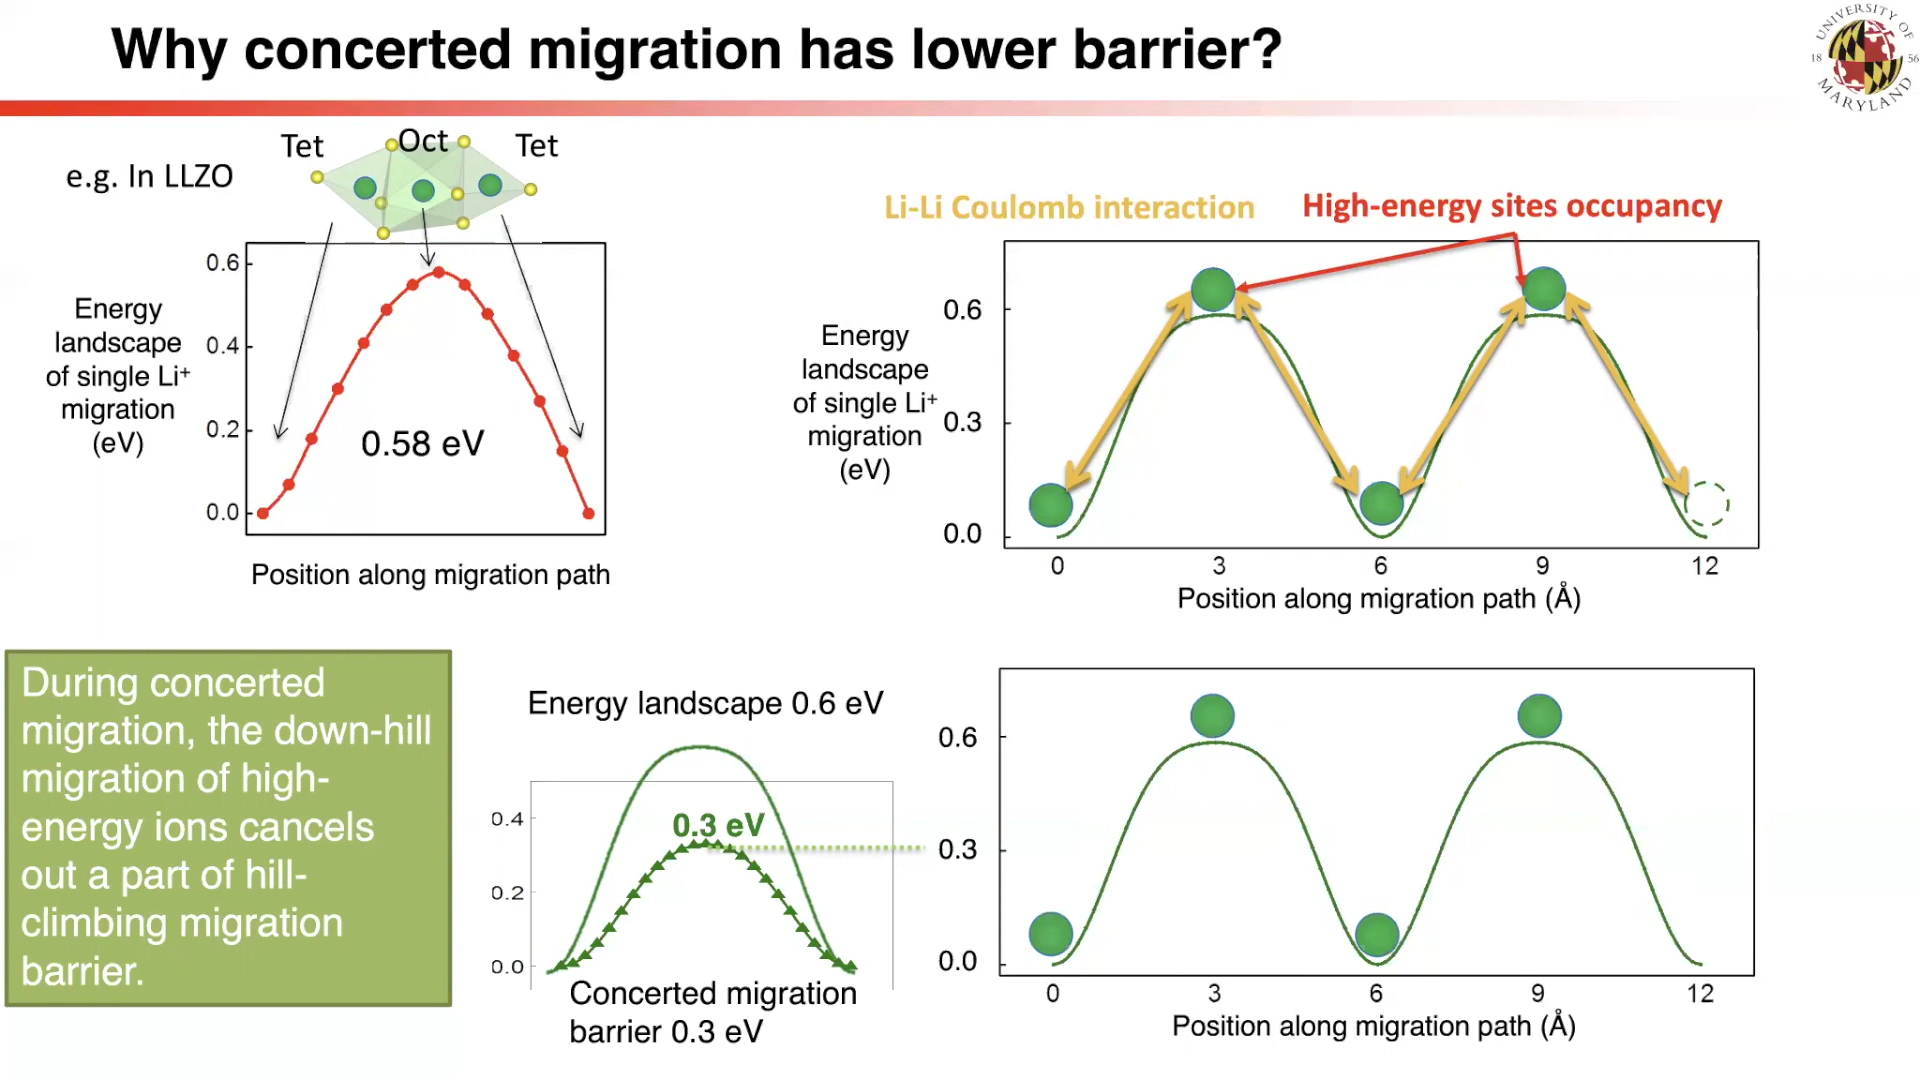 Why concerted migration has lower barrier?
UNIVERSITY OF
18 56
MARYLAND
e.g. In LLZO
Tet
Oct
Tet
Energy
landscape
of single Li⁺
migration
(eV)
0.6
0.4
0.2
0.0
0.58 eV
Position along migration path
Li-Li Coulomb interaction
High-energy sites occupancy
Energy
landscape
of single Li⁺
migration
(eV)
0.6
0.3
0.0
0 3 6 9 12
Position along migration path (Å)
During concerted
migration, the down-hill
migration of high-
energy ions cancels
out a part of hill-
climbing migration
barrier.
Energy landscape 0.6 eV
0.4
0.2
0.0
0.3 eV
Concerted migration
barrier 0.3 eV
0.6
0.3
0.0
0 3 6 9 12
Position along migration path (Å)